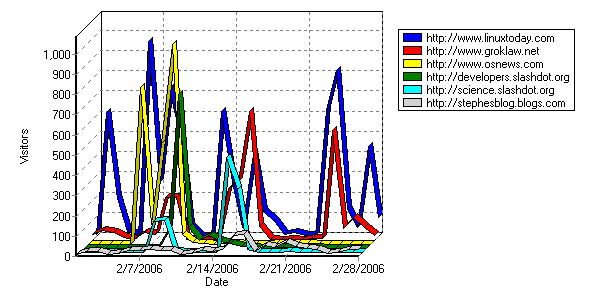 1,000
900
800
700
600
500
400
300
200
100
0
Visitors
2/7/2006
2/14/2006
2/21/2006
2/28/2006
Date
http://www.linuxtoday.com
http://www.groklaw.net
http://www.osnews.com
http://developers.slashdot.org
http://science.slashdot.org
http://stephesblog.blogs.com